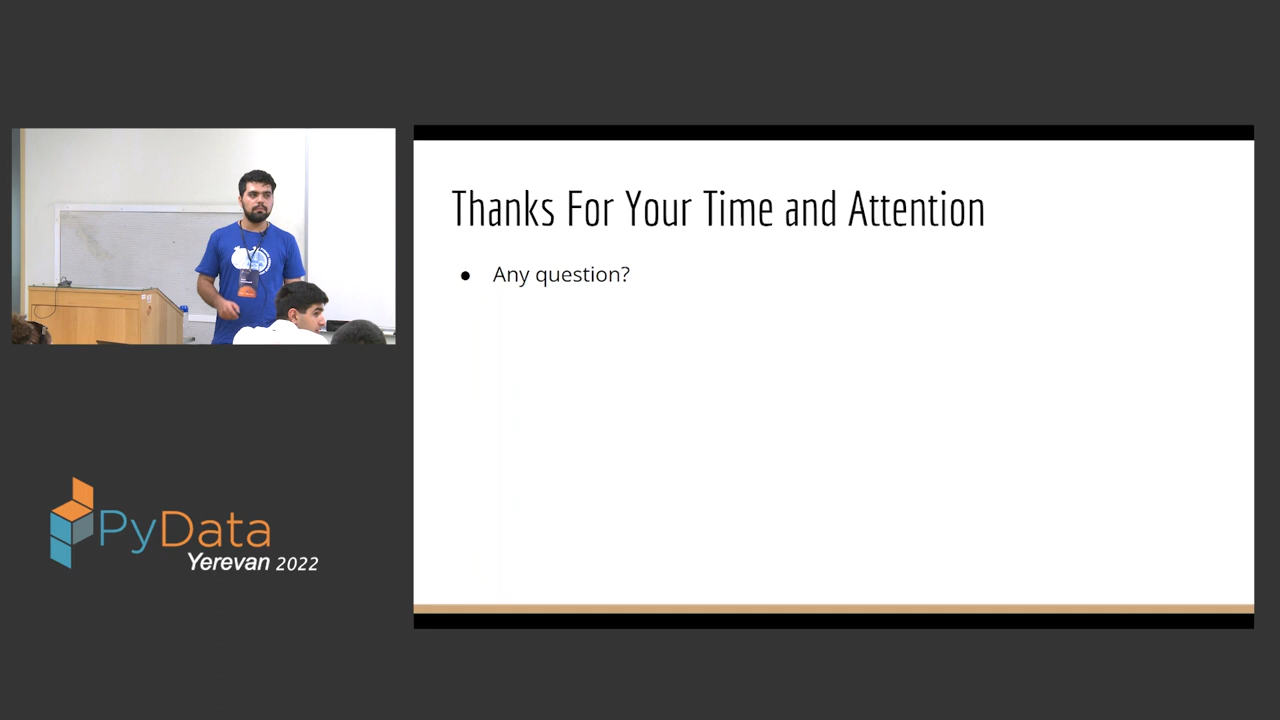 Thanks For Your Time and Attention
● Any question?
PyData
Yerevan 2022